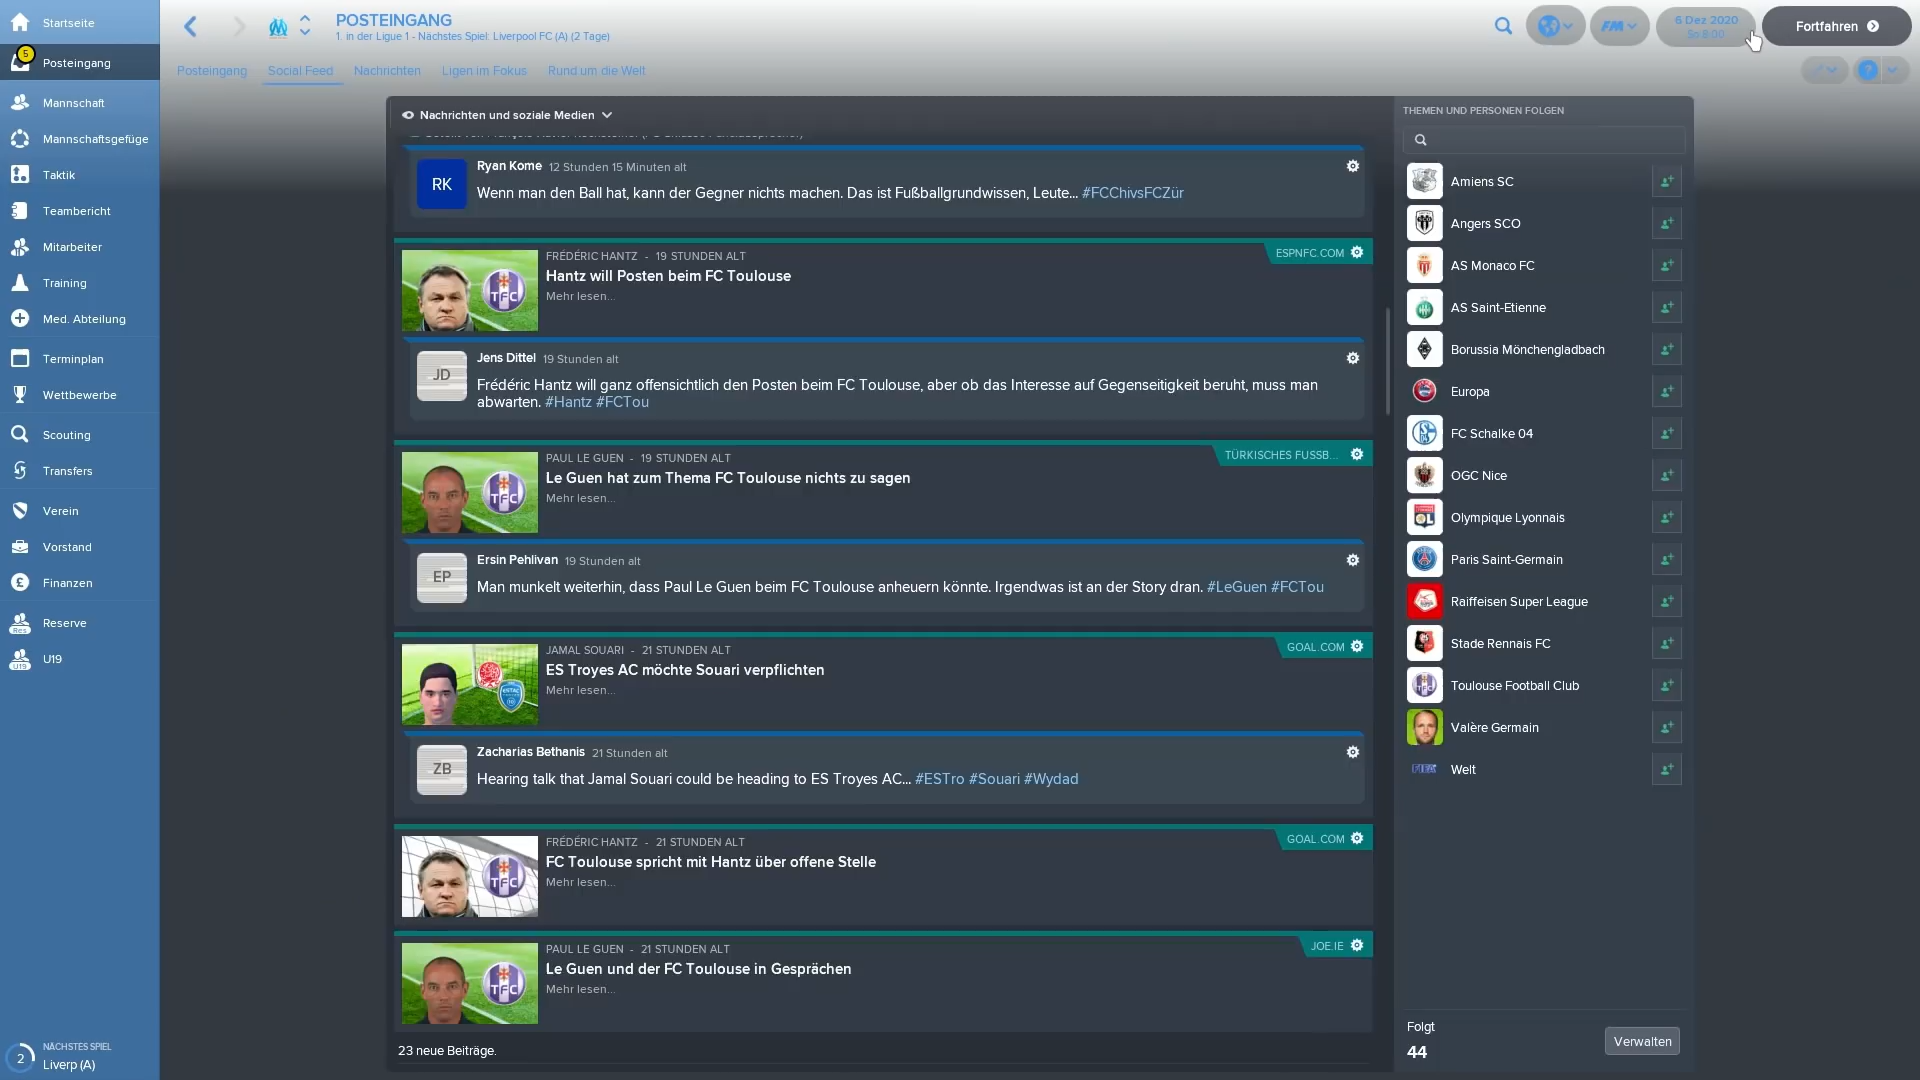 Startseite
5
Posteingang
Mannschaft
Mannschaftsgefüge
Taktik
Teambericht
Mitarbeiter
Training
Med. Abteilung
Terminplan
Wettbewerbe
Scouting
Transfers
Verein
Vorstand
Finanzen
Res
Reserve
U19
U19
2
NÄCHSTES SPIEL
Liverp (A)
POSTEINGANG
1. in der Ligue 1 - Nächstes Spiel: Liverpool FC (A) (2 Tage)
FM
6 Dez 2020
So 8:00
Fortfahren
Posteingang
Social Feed
Nachrichten
Ligen im Fokus
Rund um die Welt
?
Nachrichten und soziale Medien
RK
Ryan Kome 12 Stunden 15 Minuten alt
Wenn man den Ball hat, kann der Gegner nichts machen. Das ist Fußballgrundwissen, Leute... #FCChivsFCZür
FRÉDÉRIC HANTZ - 19 STUNDEN ALT
ESPNFC.COM
Hantz will Posten beim FC Toulouse
Mehr lesen...
TFC
JD
Jens Dittel 19 Stunden alt
Frédéric Hantz will ganz offensichtlich den Posten beim FC Toulouse, aber ob das Interesse auf Gegenseitigkeit beruht, muss man
abwarten. #Hantz #FCTou
PAUL LE GUEN - 19 STUNDEN ALT
TÜRKISCHES FUSSB...
Le Guen hat zum Thema FC Toulouse nichts zu sagen
Mehr lesen...
TFC
EP
Ersin Pehlivan 19 Stunden alt
Man munkelt weiterhin, dass Paul Le Guen beim FC Toulouse anheuern könnte. Irgendwas ist an der Story dran. #LeGuen #FCTou
JAMAL SOUARI - 21 STUNDEN ALT
GOAL.COM
ES Troyes AC möchte Souari verpflichten
Mehr lesen...
ESTAC
ZB
Zacharias Bethanis 21 Stunden alt
Hearing talk that Jamal Souari could be heading to ES Troyes AC... #ESTro #Souari #Wydad
FRÉDÉRIC HANTZ - 21 STUNDEN ALT
GOAL.COM
FC Toulouse spricht mit Hantz über offene Stelle
Mehr lesen...
TFC
PAUL LE GUEN - 21 STUNDEN ALT
JOE.IE
Le Guen und der FC Toulouse in Gesprächen
Mehr lesen...
TFC
23 neue Beiträge.
THEMEN UND PERSONEN FOLGEN
Amiens SC
Angers SCO
AS Monaco FC
AS Saint-Etienne
Borussia Mönchengladbach
Europa
FC Schalke 04
OGC Nice
Olympique Lyonnais
Paris Saint-Germain
Raiffeisen Super League
Stade Rennais FC
Toulouse Football Club
Valère Germain
FIFA
Welt
Folgt
44
Verwalten